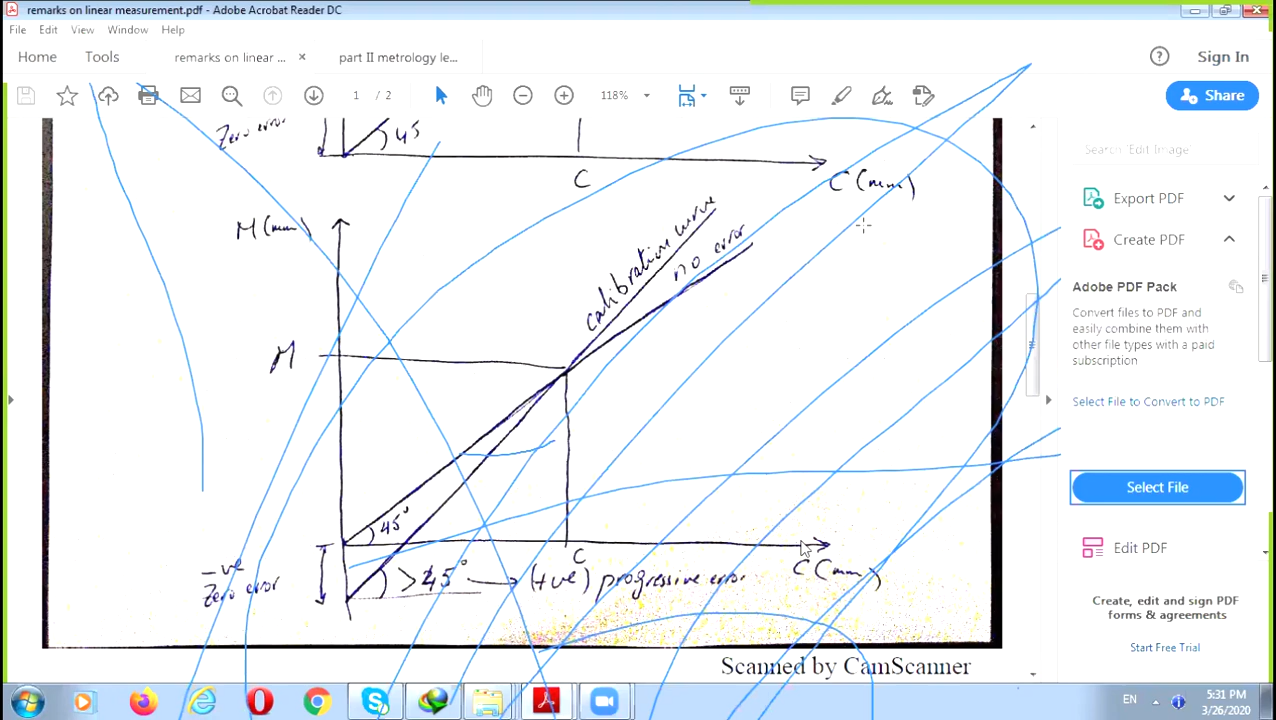 remarks on linear measurement.pdf - Adobe Acrobat Reader DC
File Edit View Window Help
Home Tools remarks on linear ... × part II metrology le... Sign In
1 / 2 118% Share
Zero error 45
C
C (mm)
M (mm)
calibration curve
no error
M
45°
C
C (mm)
-ve
Zero error
>45° → (+ve) progressive error
Scanned by CamScanner
Search 'Edit Image'
Export PDF
Create PDF
Adobe PDF Pack
Convert files to PDF and
easily combine them with
other file types with a paid
subscription
Select File to Convert to PDF
Select File
Edit PDF
Create, edit and sign PDF
forms & agreements
Start Free Trial
EN 5:31 PM
3/26/2020